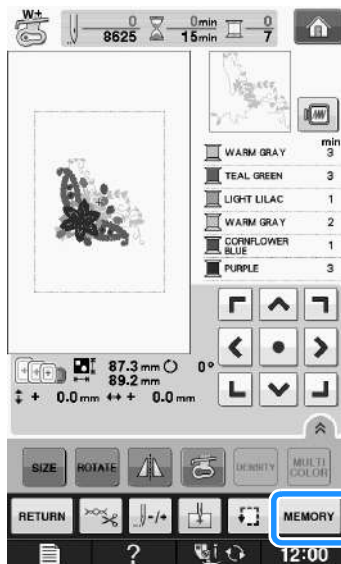 W+
0 0min 0
8625 15min 7
min
WARM GRAY 3
TEAL GREEN 3
LIGHT LILAC 1
WARM GRAY 2
CORNFLOWER
BLUE 1
PURPLE 3
87.3 mm 0°
89.2 mm
+ 0.0 mm + 0.0 mm
SIZE ROTATE DENSITY MULTI
COLOR
RETURN -/+ MEMORY
? 12:00